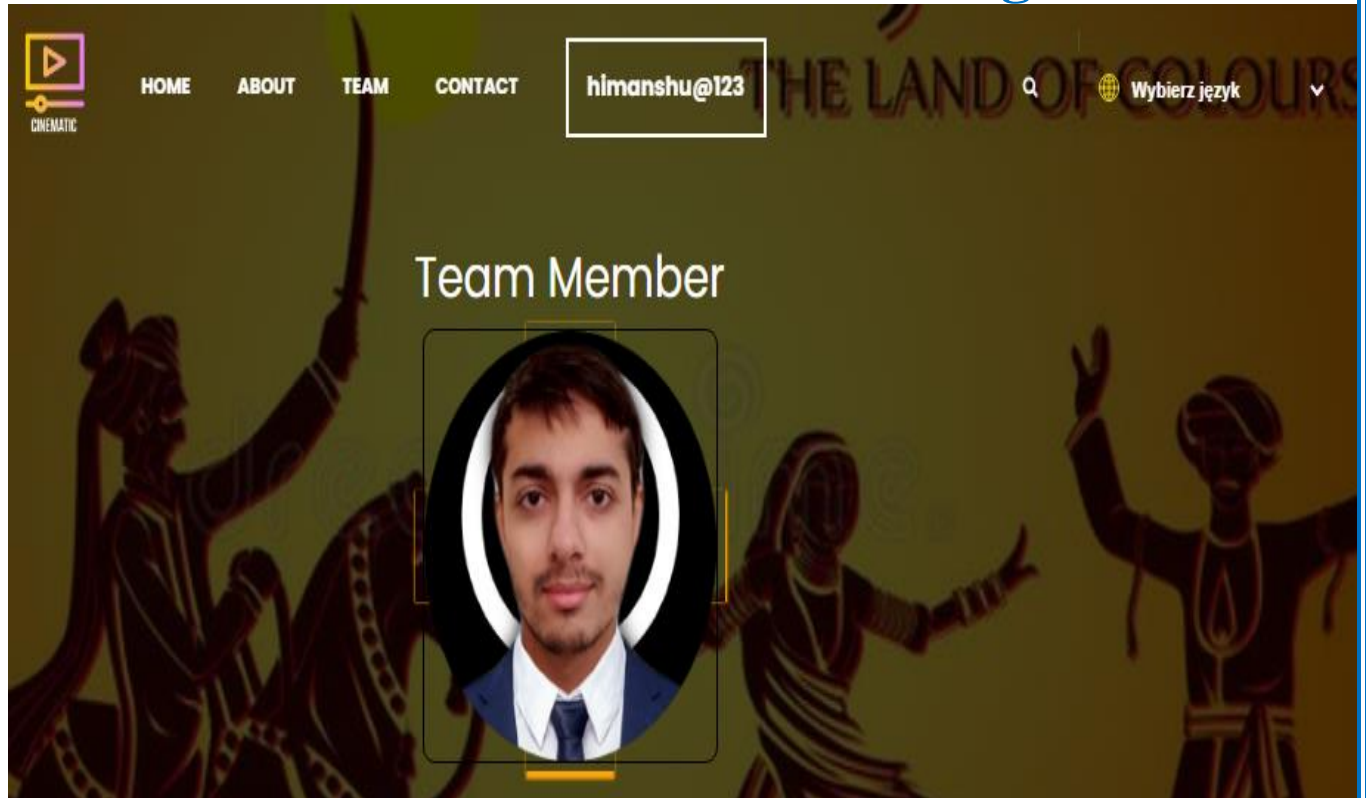 THE LAND OF COLOURS
HOME ABOUT TEAM CONTACT himanshu@123 Wybierz język
CINEMATIC
Team Member